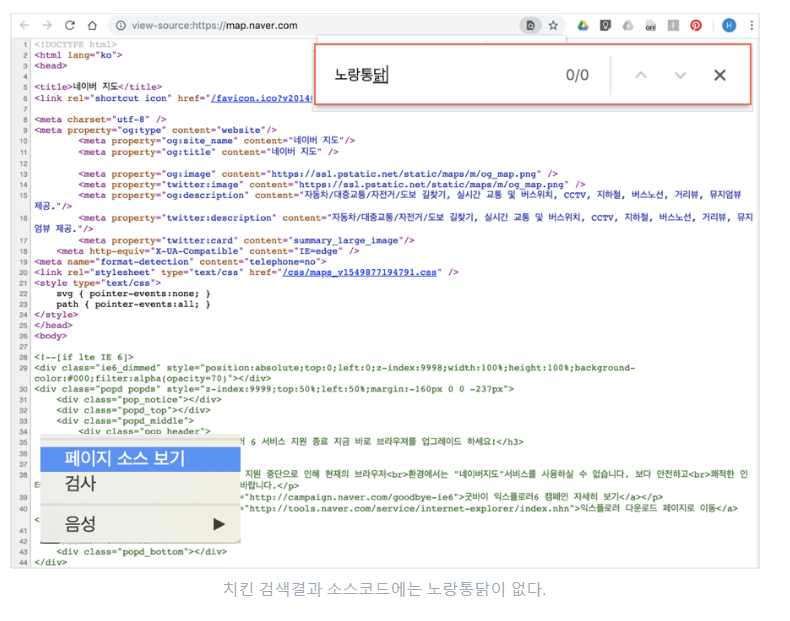 view-source:https://map.naver.com
노랑통닭 0/0
1 <!DOCTYPE html>
2 <html lang="ko">
3 <head>
4
5 <title>네이버 지도</title>
6 <link rel="shortcut icon" href="/favicon.ico?v2014
7
8 <meta charset="utf-8" />
9 <meta property="og:type" content="website"/>
10 <meta property="og:site_name" content="네이버 지도"/>
11 <meta property="og:title" content="네이버 지도" />
12
13 <meta property="og:image" content="https://ssl.pstatic.net/static/maps/m/og_map.png" />
14 <meta property="twitter:image" content="https://ssl.pstatic.net/static/maps/m/og_map.png" />
15 <meta property="og:description" content="자동차/대중교통/자전거/도보 길찾기, 실시간 교통 및 버스위치, CCTV, 지하철, 버스노선, 거리뷰, 뮤지엄뷰
제공."/>
16 <meta property="twitter:description" content="자동차/대중교통/자전거/도보 길찾기, 실시간 교통 및 버스위치, CCTV, 지하철, 버스노선, 거리뷰, 뮤지
엄뷰 제공."/>
17 <meta property="twitter:card" content="summary_large_image"/>
18 <meta http-equiv="X-UA-Compatible" content="IE=edge" />
19 <meta name="format-detection" content="telephone=no">
20 <link rel="stylesheet" type="text/css" href="/css/maps_v1549877194791.css" />
21 <style type="text/css">
22 svg { pointer-events:none; }
23 path { pointer-events:all; }
24 </style>
25 </head>
26 <body>
27
28 <!--[if lte IE 6]>
29 <div class="ie6_dimmed" style="position:absolute;top:0;left:0;z-index:9998;width:100%;height:100%;background-
color:#000;filter:alpha(opacity=70)"></div>
30 <div class="popd popds" style="z-index:9999;top:50%;left:50%;margin:-160px 0 0 -237px">
31 <div class="pop_notice"></div>
32 <div class="popd_top"></div>
33 <div class="popd_middle">
34 <div class="pop_header">
35 6 서비스 지원 종료 지금 바로 브라우져를 업그레이드 하세요!</h3>
36
37
38 지원 중단으로 인해 현재의 브라우저<br>환경에서는 "네이버지도"서비스를 사용하실 수 없습니다. 보다 안전하고<br>쾌적한 인
바랍니다.</p>
39 ="http://campaign.naver.com/goodbye-ie6">굿바이 익스플로러6 캠페인 자세히 보기</a></p>
40 ="http://tools.naver.com/service/internet-explorer/index.nhn">익스플로러 다운로드 페이지로 이동</a>
<
41
42
43 <div class="popd_bottom"></div>
44 </div>
페이지 소스 보기
검사
음성
치킨 검색결과 소스코드에는 노랑통닭이 없다.